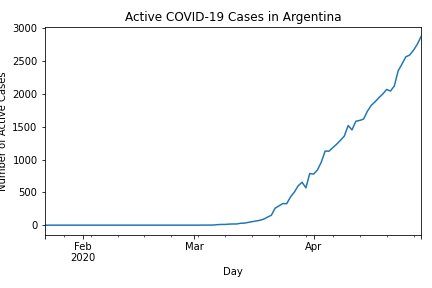 Active COVID-19 Cases in Argentina
Number of Active Cases
3000
2500
2000
1500
1000
500
0
Feb
2020
Mar
Apr
Day